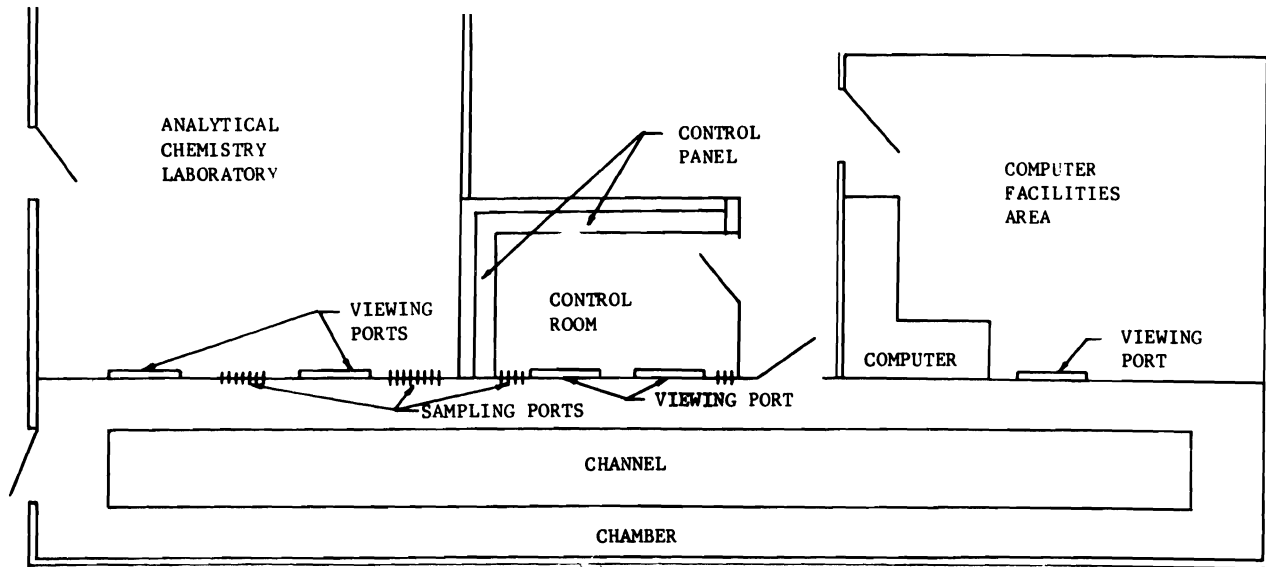 ANALYTICAL
CHEMISTRY
LABORATORY
CONTROL
PANEL
COMPUTER
FACILITIES
AREA
VIEWING
PORTS
CONTROL
ROOM
VIEWING
PORT
COMPUTER
SAMPLING PORTS
VIEWING PORT
CHANNEL
CHAMBER